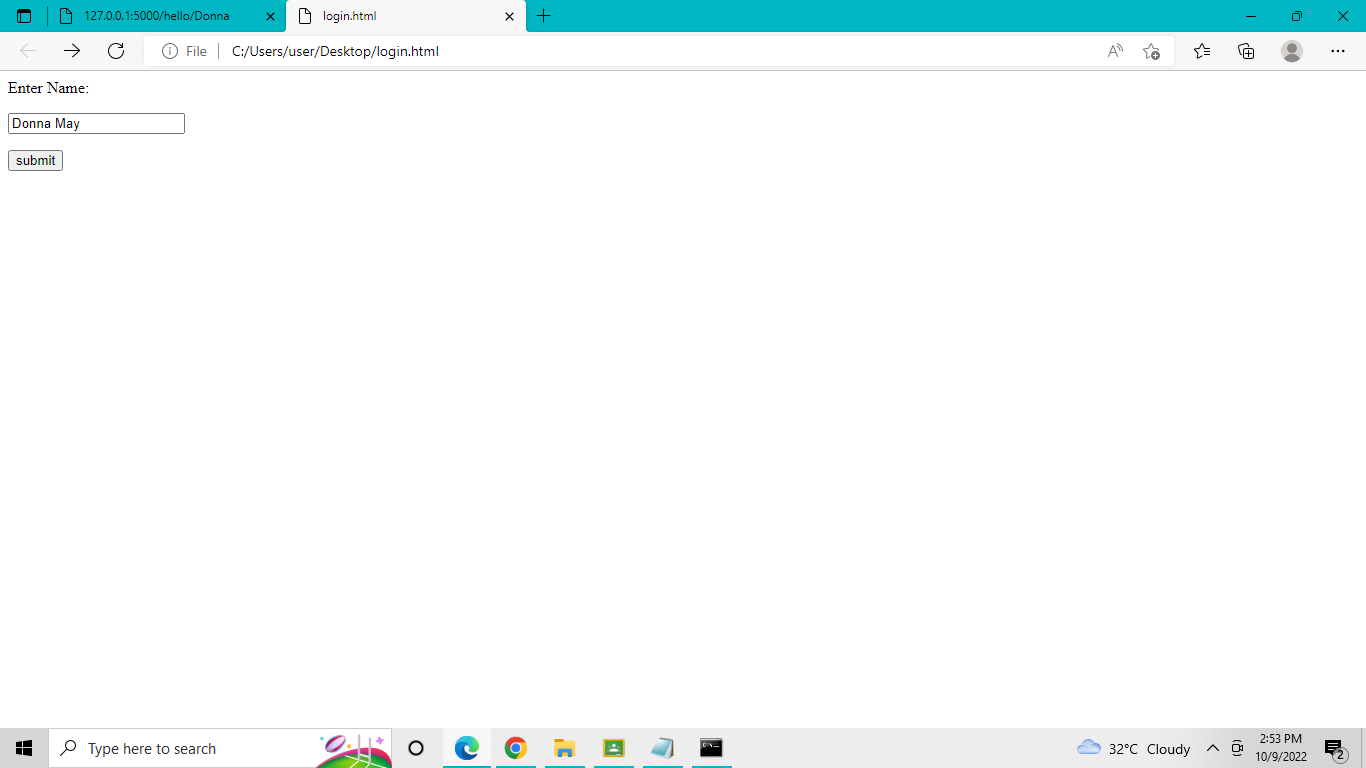 127.0.0.1:5000/hello/Donna
login.html
File
C:/Users/user/Desktop/login.html
Enter Name:
Donna May
submit
Type here to search
32°C Cloudy
2:53 PM
10/9/2022
2